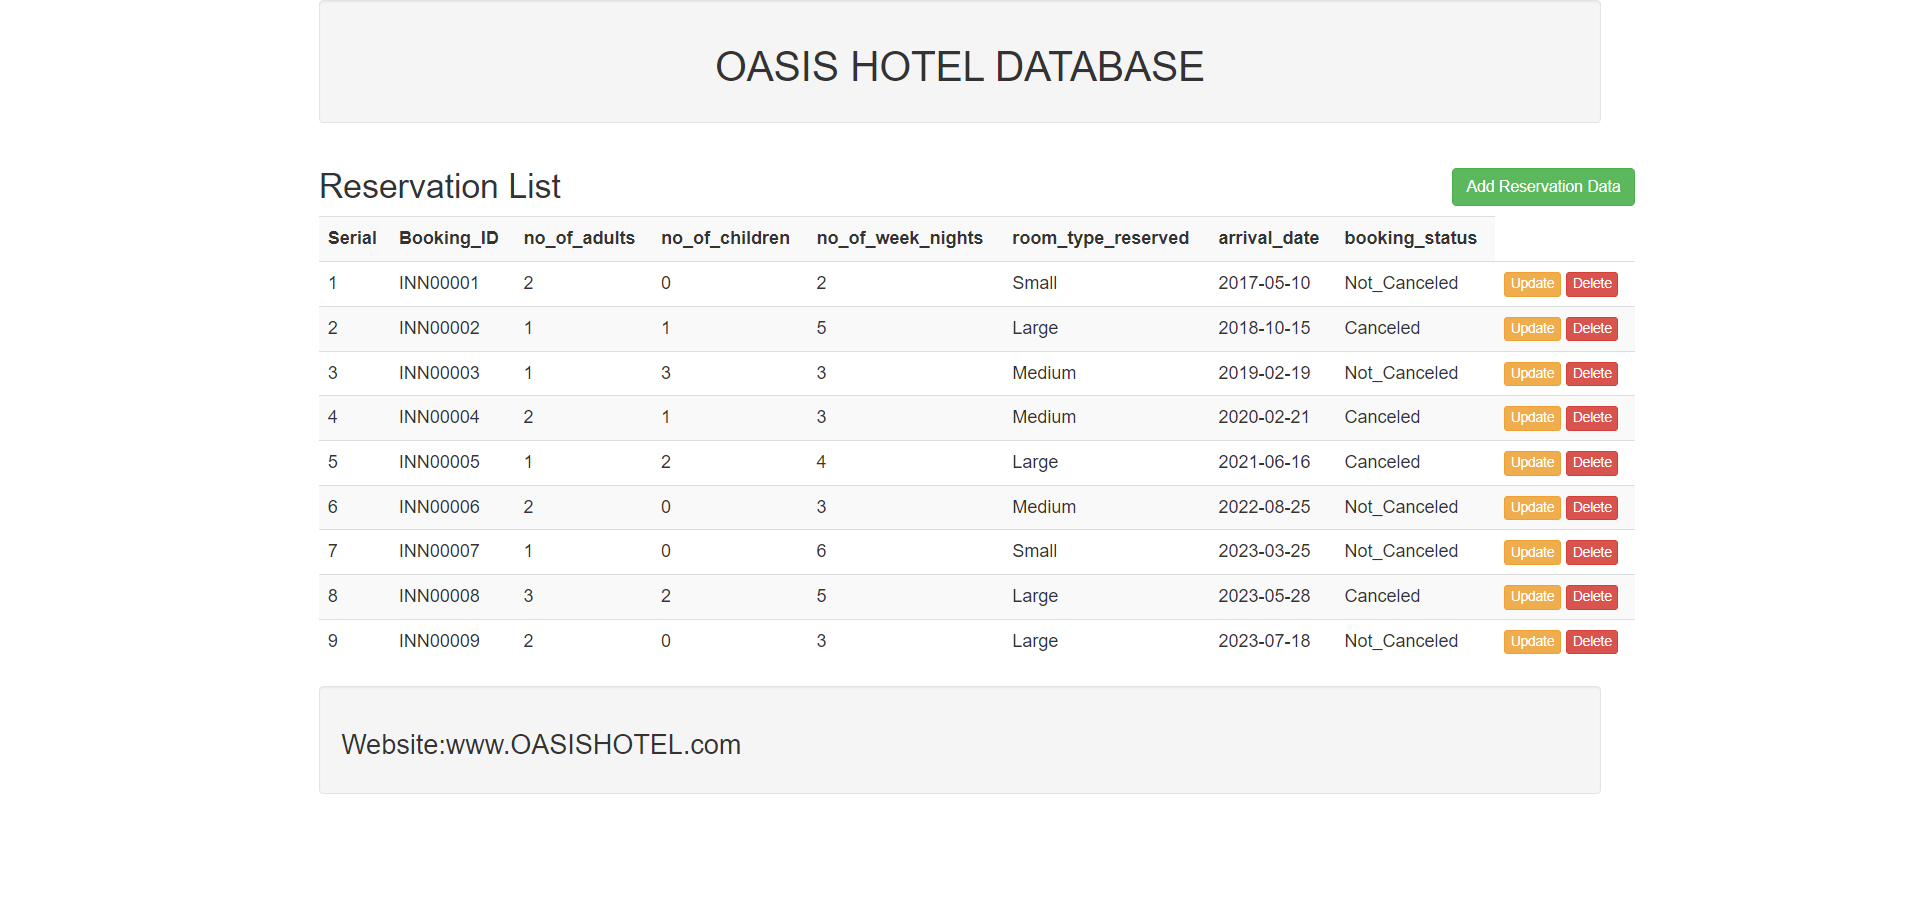 OASIS HOTEL DATABASE
Reservation List Add Reservation Data
Serial Booking_ID no_of_adults no_of_children no_of_week_nights room_type_reserved arrival_date booking_status
1 INN00001 2 0 2 Small 2017-05-10 Not_Canceled Update Delete
2 INN00002 1 1 5 Large 2018-10-15 Canceled Update Delete
3 INN00003 1 3 3 Medium 2019-02-19 Not_Canceled Update Delete
4 INN00004 2 1 3 Medium 2020-02-21 Canceled Update Delete
5 INN00005 1 2 4 Large 2021-06-16 Canceled Update Delete
6 INN00006 2 0 3 Medium 2022-08-25 Not_Canceled Update Delete
7 INN00007 1 0 6 Small 2023-03-25 Not_Canceled Update Delete
8 INN00008 3 2 5 Large 2023-05-28 Canceled Update Delete
9 INN00009 2 0 3 Large 2023-07-18 Not_Canceled Update Delete
Website:www.OASISHOTEL.com